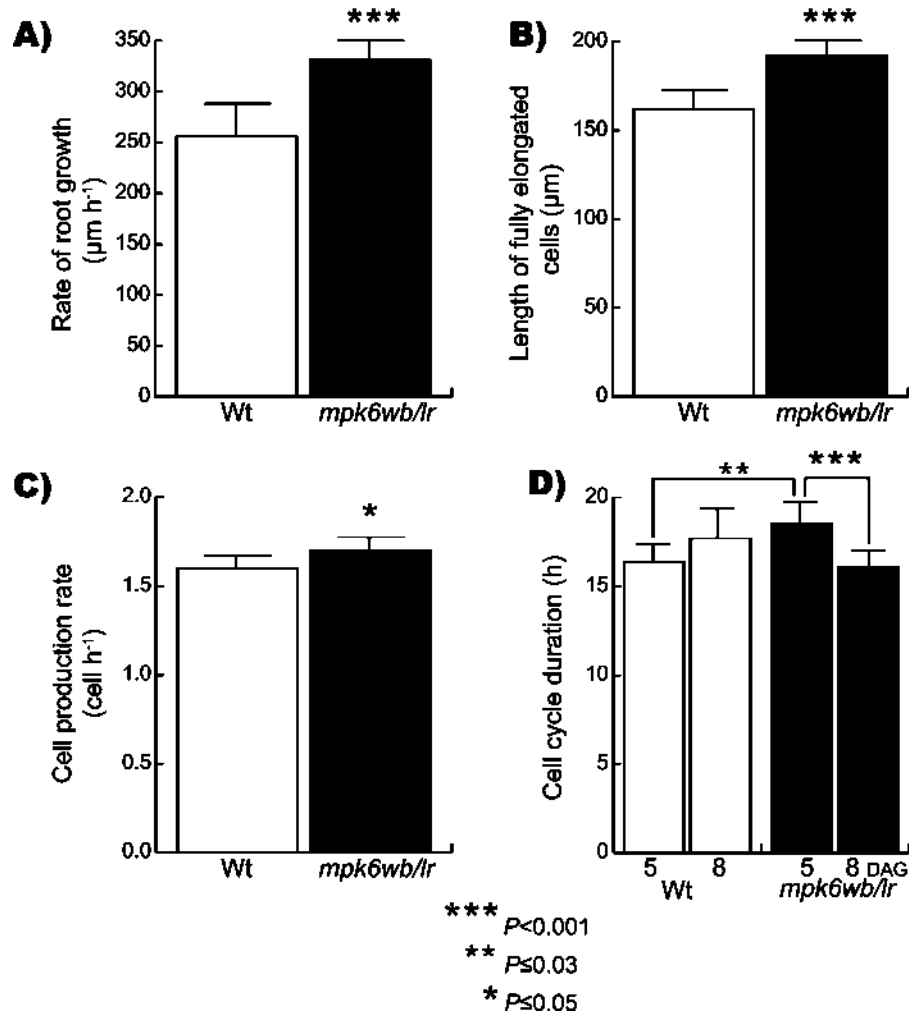 A)
Rate of root growth
(µm h⁻¹)
350
300
250
200
150
100
50
0
***
Wt
mpk6wb/lr
B)
Length of fully elongated
cells (µm)
200
150
100
50
0
***
Wt
mpk6wb/lr
C)
Cell production rate
(cell h⁻¹)
2.0
1.5
1.0
0.5
0.0
*
Wt
mpk6wb/lr
D)
Cell cycle duration (h)
20
15
10
5
0
**
***
5 8 5 8 DAG
Wt mpk6wb/lr
*** P<0.001
** P≤0.03
* P≤0.05